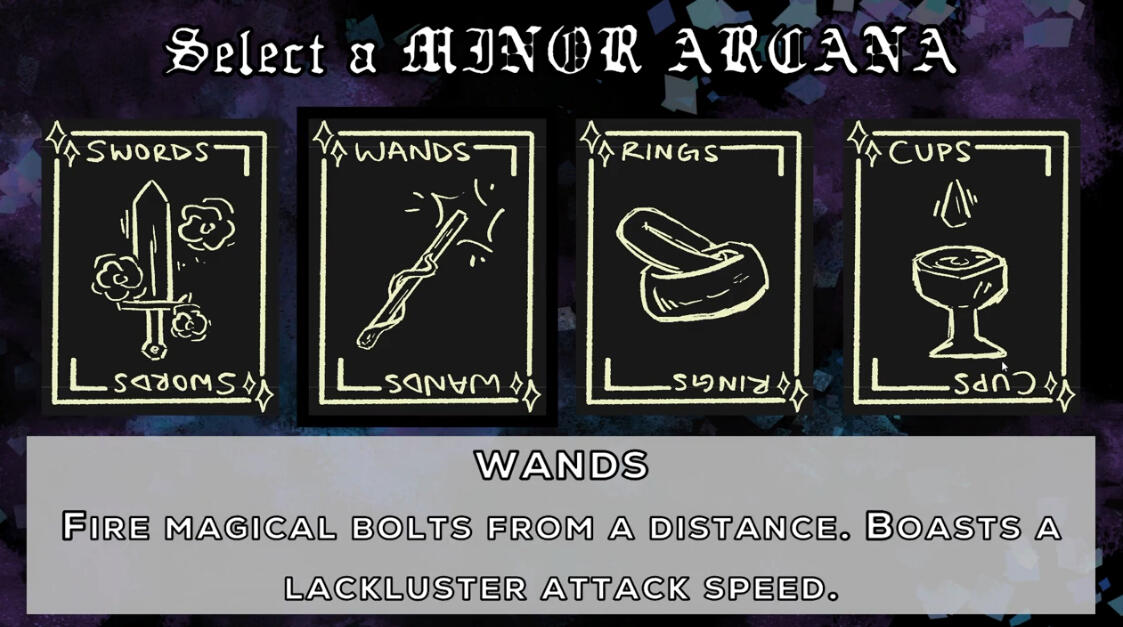 Select a MINOR ARCANA
SWORDS
WANDS
RINGS
CUPS
SWORDS
WANDS
RINGS
CUPS
WANDS
FIRE MAGICAL BOLTS FROM A DISTANCE. BOASTS A
LACKLUSTER ATTACK SPEED.